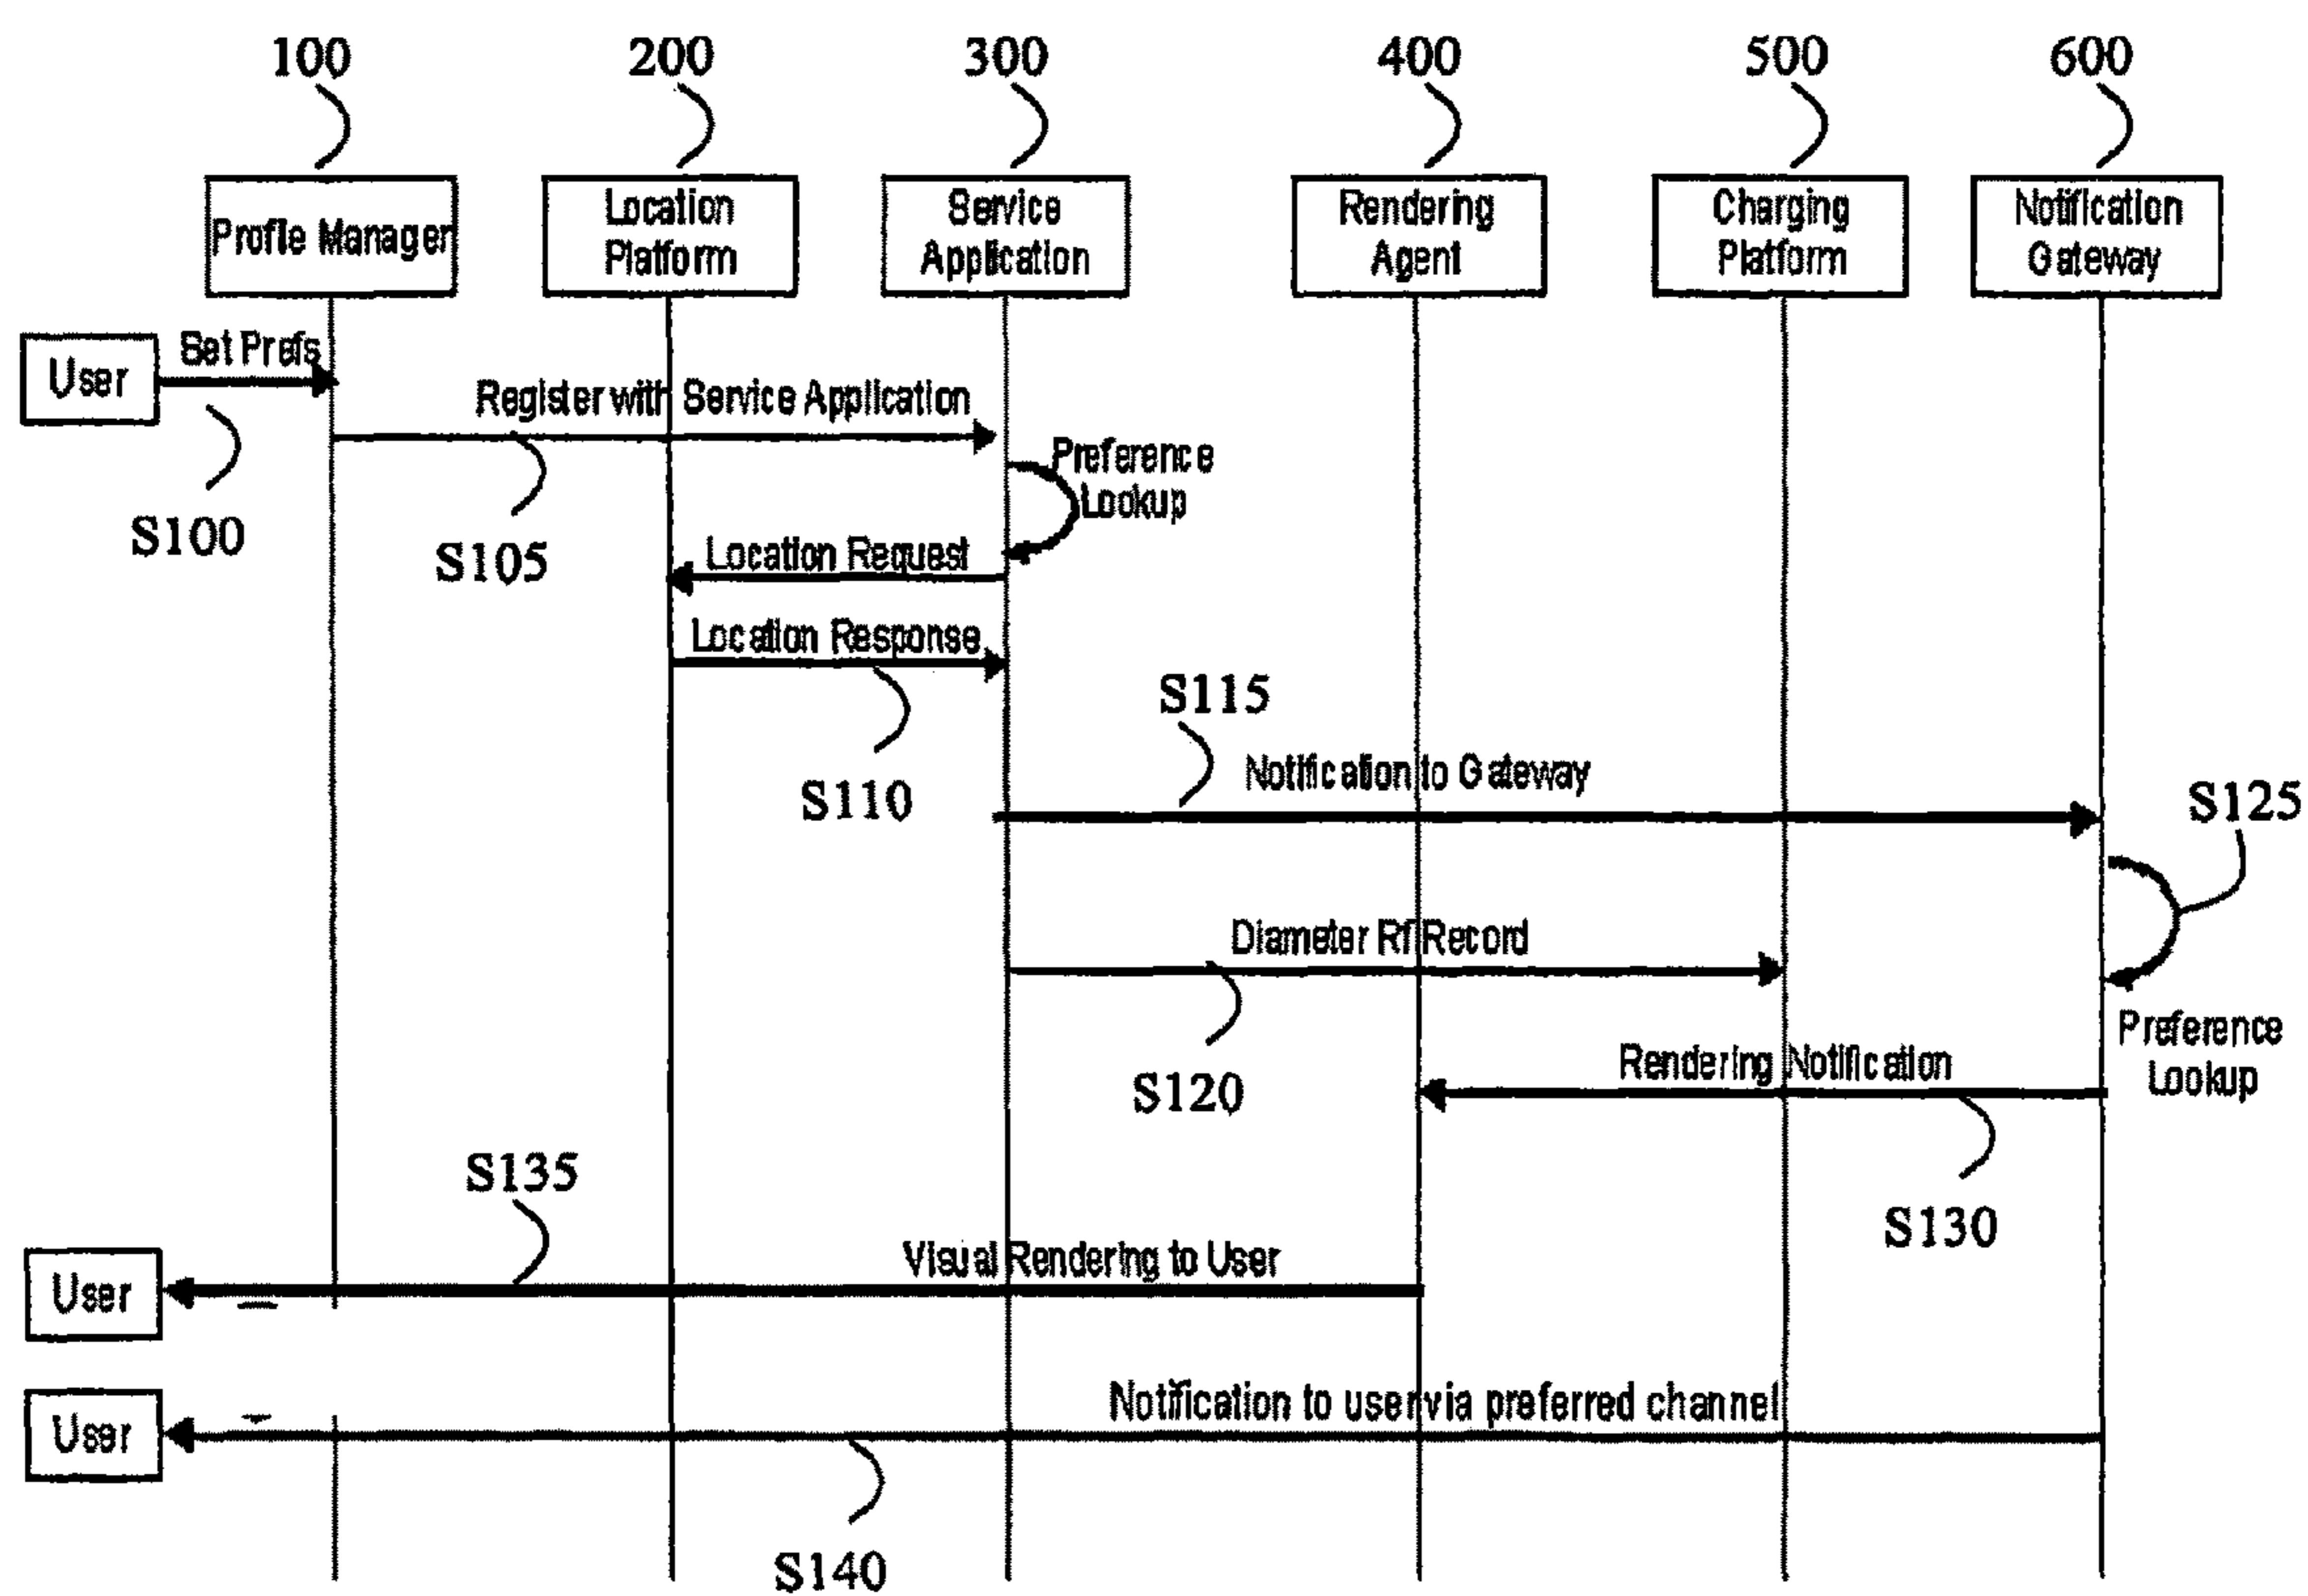 100 200 300 400 500 600
Profile Manager
Location
Platform
Service
Application
Rendering
Agent
Charging
Platform
Notification
Gateway
User
Set Prefs
S100
Register with Service Application
S105
Preference
Lookup
Location Request
Location Response
S110
S115
Notification to Gateway
S125
Diameter Rf Record
S120
Preference
Lookup
Rendering Notification
S130
S135
Visual Rendering to User
User
Notification to user via preferred channel
User
S140